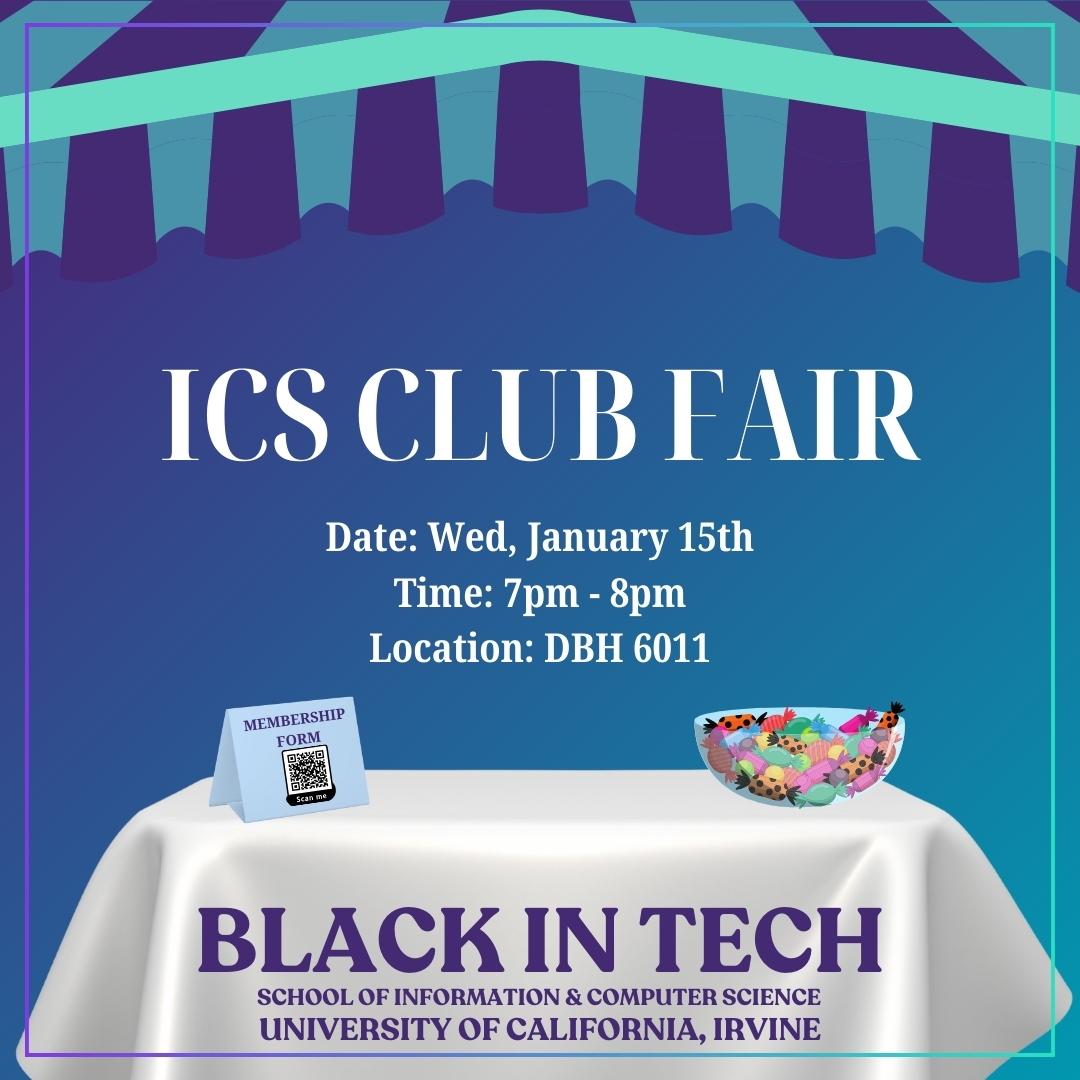 ICS CLUB FAIR
Date: Wed, January 15th
Time: 7pm - 8pm
Location: DBH 6011
MEMBERSHIP
FORM
Scan me
BLACK IN TECH
SCHOOL OF INFORMATION & COMPUTER SCIENCE
UNIVERSITY OF CALIFORNIA, IRVINE